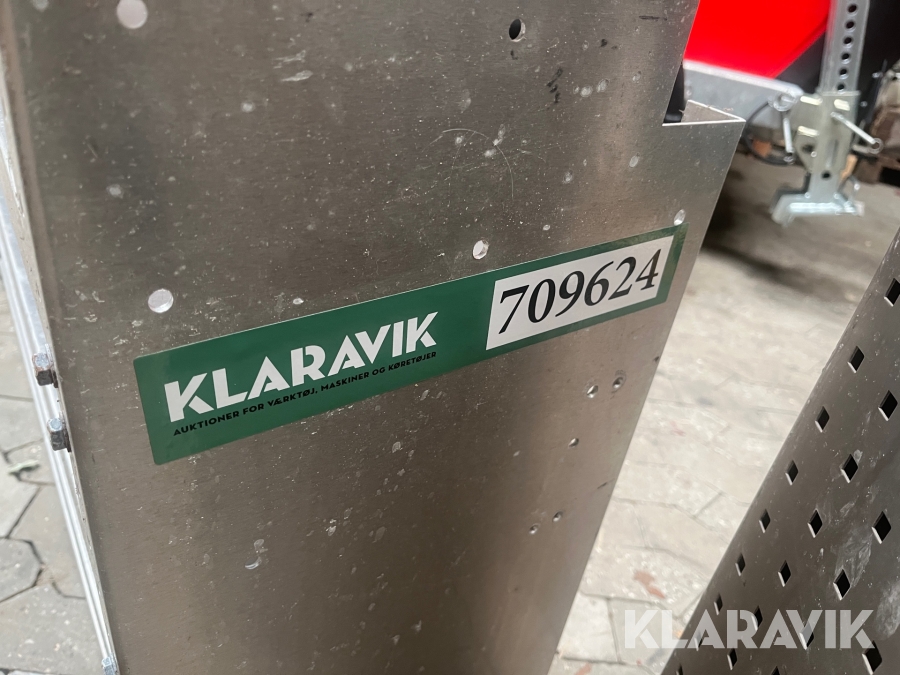 KLARAVIK
AUKTIONER FOR VÆRKTØJ, MASKINER OG KØRETØJER
709624
KLARAVIK